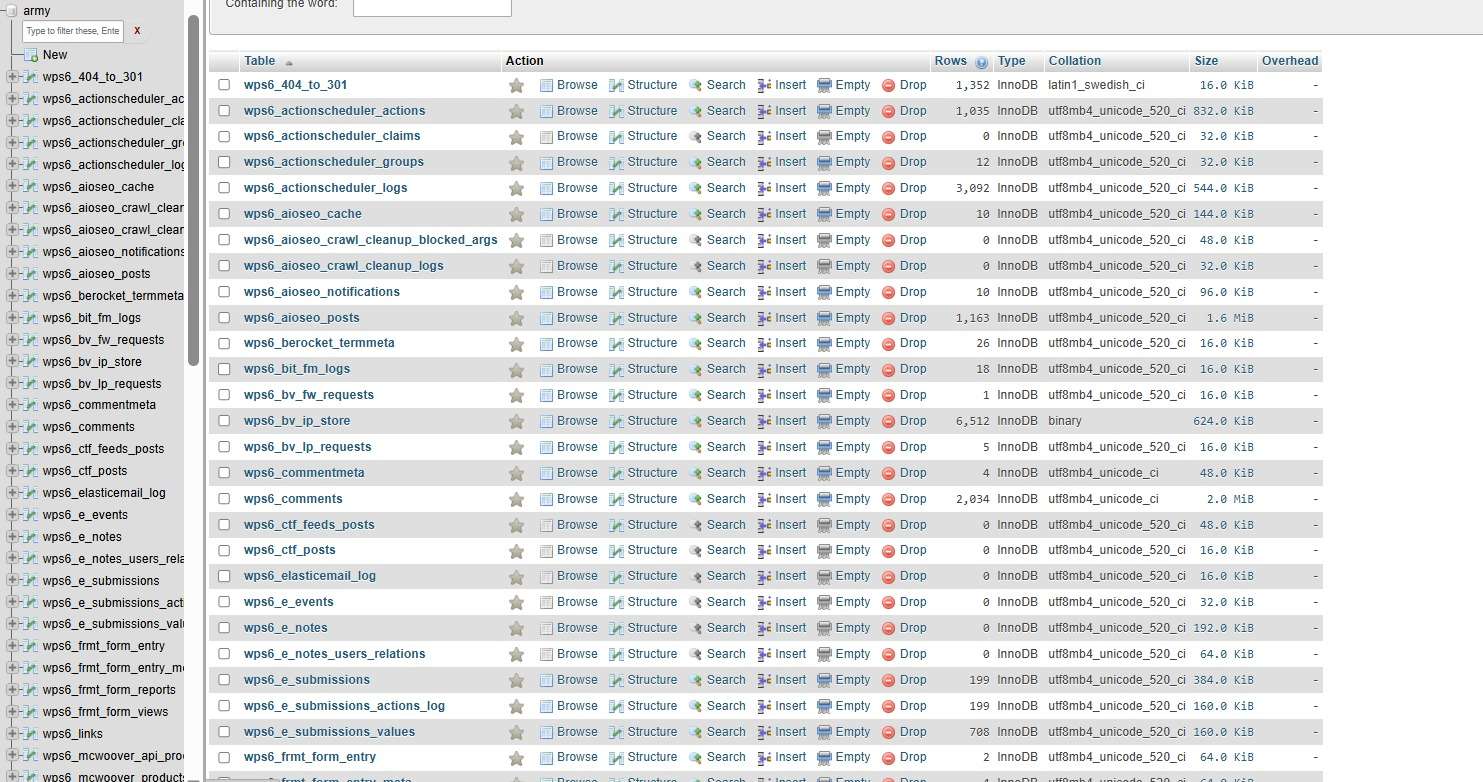 army
Type to filter these, Ente X
New
wps6_404_to_301
wps6_actionscheduler_ac
wps6_actionscheduler_cla
wps6_actionscheduler_gr
wps6_actionscheduler_log
wps6_aioseo_cache
wps6_aioseo_crawl_clear
wps6_aioseo_crawl_clear
wps6_aioseo_notifications
wps6_aioseo_posts
wps6_berocket_termmeta
wps6_bit_fm_logs
wps6_bv_fw_requests
wps6_bv_ip_store
wps6_bv_lp_requests
wps6_commentmeta
wps6_comments
wps6_ctf_feeds_posts
wps6_ctf_posts
wps6_elasticemail_log
wps6_e_events
wps6_e_notes
wps6_e_notes_users_rela
wps6_e_submissions
wps6_e_submissions_acti
wps6_e_submissions_valu
wps6_frmt_form_entry
wps6_frmt_form_entry_me
wps6_frmt_form_reports
wps6_frmt_form_views
wps6_links
wps6_mcwoover_api_pro
wps6_mcwoover_products
Containing the word:
Table Action Rows Type Collation Size Overhead
wps6_404_to_301 Browse Structure Search Insert Empty Drop 1,352 InnoDB latin1_swedish_ci 16.0 KiB -
wps6_actionscheduler_actions Browse Structure Search Insert Empty Drop 1,035 InnoDB utf8mb4_unicode_520_ci 832.0 KiB -
wps6_actionscheduler_claims Browse Structure Search Insert Empty Drop 0 InnoDB utf8mb4_unicode_520_ci 32.0 KiB -
wps6_actionscheduler_groups Browse Structure Search Insert Empty Drop 12 InnoDB utf8mb4_unicode_520_ci 32.0 KiB -
wps6_actionscheduler_logs Browse Structure Search Insert Empty Drop 3,092 InnoDB utf8mb4_unicode_520_ci 544.0 KiB -
wps6_aioseo_cache Browse Structure Search Insert Empty Drop 10 InnoDB utf8mb4_unicode_520_ci 144.0 KiB -
wps6_aioseo_crawl_cleanup_blocked_args Browse Structure Search Insert Empty Drop 0 InnoDB utf8mb4_unicode_520_ci 48.0 KiB -
wps6_aioseo_crawl_cleanup_logs Browse Structure Search Insert Empty Drop 0 InnoDB utf8mb4_unicode_520_ci 32.0 KiB -
wps6_aioseo_notifications Browse Structure Search Insert Empty Drop 10 InnoDB utf8mb4_unicode_520_ci 96.0 KiB -
wps6_aioseo_posts Browse Structure Search Insert Empty Drop 1,163 InnoDB utf8mb4_unicode_520_ci 1.6 MiB -
wps6_berocket_termmeta Browse Structure Search Insert Empty Drop 26 InnoDB utf8mb4_unicode_520_ci 16.0 KiB -
wps6_bit_fm_logs Browse Structure Search Insert Empty Drop 18 InnoDB utf8mb4_unicode_520_ci 16.0 KiB -
wps6_bv_fw_requests Browse Structure Search Insert Empty Drop 1 InnoDB utf8mb4_unicode_520_ci 16.0 KiB -
wps6_bv_ip_store Browse Structure Search Insert Empty Drop 6,512 InnoDB binary 624.0 KiB -
wps6_bv_lp_requests Browse Structure Search Insert Empty Drop 5 InnoDB utf8mb4_unicode_520_ci 16.0 KiB -
wps6_commentmeta Browse Structure Search Insert Empty Drop 4 InnoDB utf8mb4_unicode_ci 48.0 KiB -
wps6_comments Browse Structure Search Insert Empty Drop 2,034 InnoDB utf8mb4_unicode_ci 2.0 MiB -
wps6_ctf_feeds_posts Browse Structure Search Insert Empty Drop 0 InnoDB utf8mb4_unicode_520_ci 48.0 KiB -
wps6_ctf_posts Browse Structure Search Insert Empty Drop 0 InnoDB utf8mb4_unicode_520_ci 16.0 KiB -
wps6_elasticemail_log Browse Structure Search Insert Empty Drop 0 InnoDB utf8mb4_unicode_520_ci 16.0 KiB -
wps6_e_events Browse Structure Search Insert Empty Drop 0 InnoDB utf8mb4_unicode_520_ci 32.0 KiB -
wps6_e_notes Browse Structure Search Insert Empty Drop 0 InnoDB utf8mb4_unicode_520_ci 192.0 KiB -
wps6_e_notes_users_relations Browse Structure Search Insert Empty Drop 0 InnoDB utf8mb4_unicode_520_ci 64.0 KiB -
wps6_e_submissions Browse Structure Search Insert Empty Drop 199 InnoDB utf8mb4_unicode_520_ci 384.0 KiB -
wps6_e_submissions_actions_log Browse Structure Search Insert Empty Drop 199 InnoDB utf8mb4_unicode_520_ci 160.0 KiB -
wps6_e_submissions_values Browse Structure Search Insert Empty Drop 708 InnoDB utf8mb4_unicode_520_ci 160.0 KiB -
wps6_frmt_form_entry Browse Structure Search Insert Empty Drop 2 InnoDB utf8mb4_unicode_520_ci 64.0 KiB -